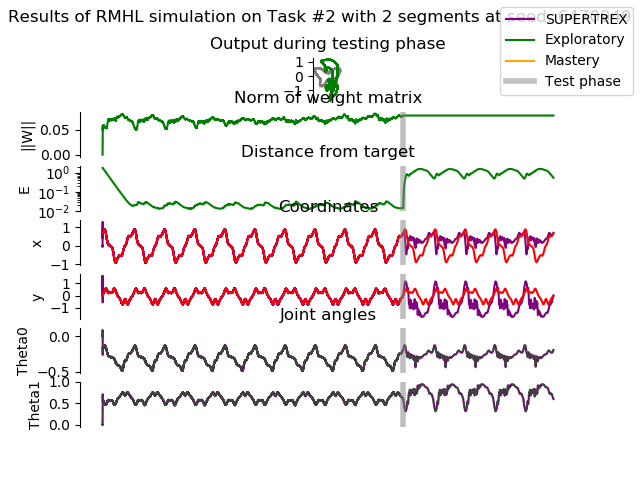 Results of RMHL simulation on Task #2 with 2 segments at
SUPERTREX
Exploratory
Mastery
Test phase
Output during testing phase
1
0
−1
Norm of weight matrix
||W||
0.05
0.00
Distance from target
E
10⁰
10⁻¹
10⁻²
Coordinates
x
1
0
−1
y
1
0
−1
Joint angles
Theta0
0.0
−0.5
Theta1
1.0
0.5
0.0